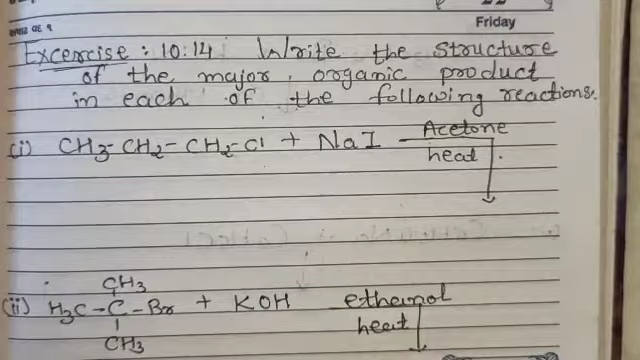 Friday
Excercise : 10:14 Write the structure
of the major organic product
in each of the following reactions.
(i) CH3-CH2-CH2-Cl + NaI Acetone
heat
CH3
(ii) H3C-C-Br + KOH ethanol
heat
CH3